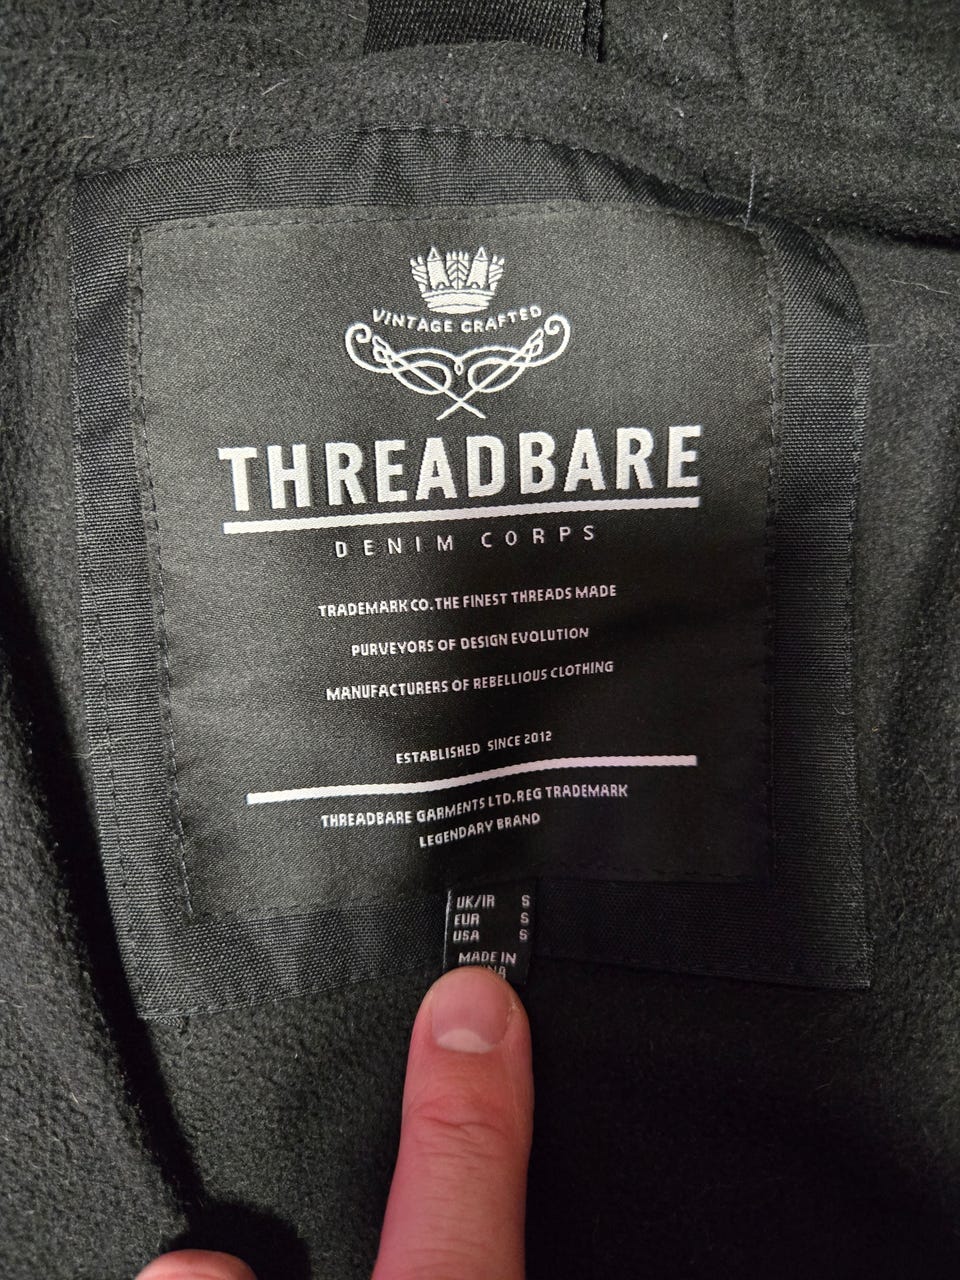 VINTAGE CRAFTED
THREADBARE
DENIM CORPS
TRADEMARK CO. THE FINEST THREADS MADE
PURVEYORS OF DESIGN EVOLUTION
MANUFACTURERS OF REBELLIOUS CLOTHING
ESTABLISHED SINCE 2012
THREADBARE GARMENTS LTD. REG TRADEMARK
LEGENDARY BRAND
UK/IR S
EUR S
USA S
MADE IN